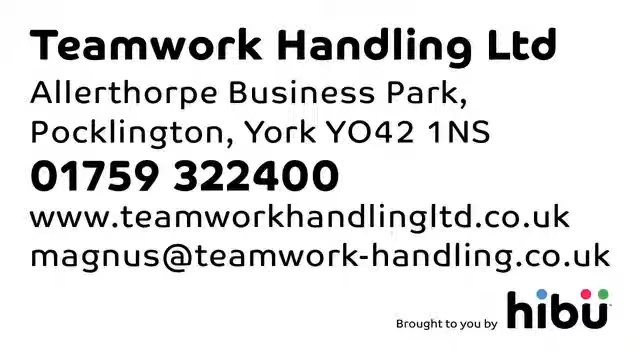 Teamwork Handling Ltd
Allerthorpe Business Park,
Pocklington, York YO42 1NS
01759 322400
www.teamworkhandlingltd.co.uk
magnus@teamwork-handling.co.uk
Brought to you by hibü